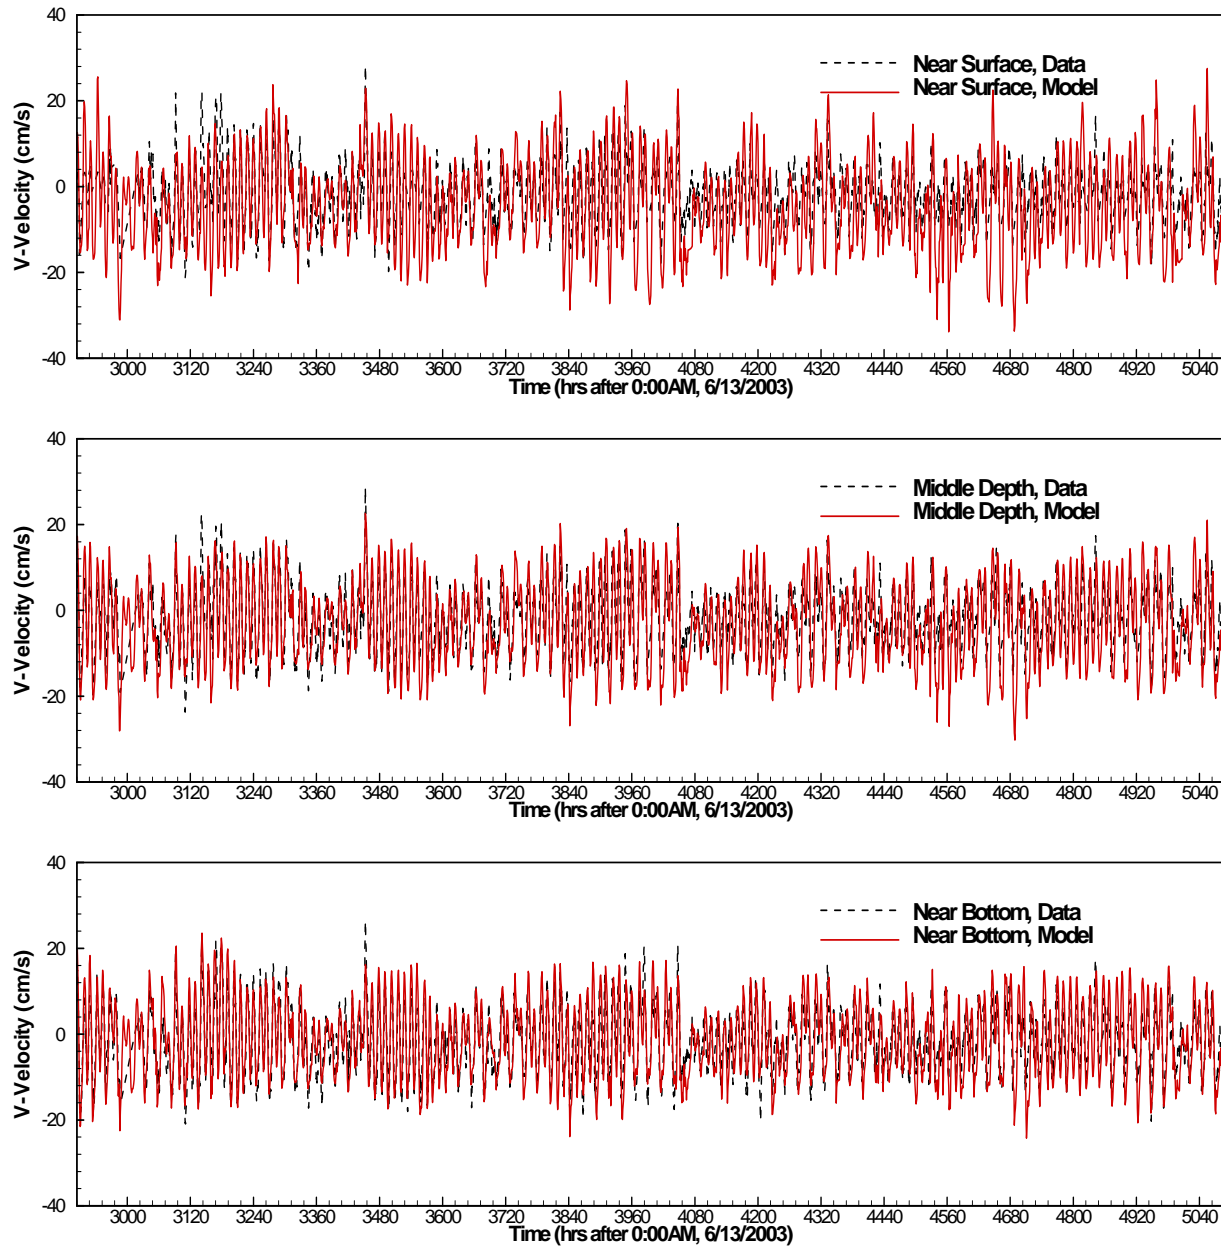 40
20
0
-20
-40
V-Velocity (cm/s)
Near Surface, Data
Near Surface, Model
3000 3120 3240 3360 3480 3600 3720 3840 3960 4080 4200 4320 4440 4560 4680 4800 4920 5040
Time (hrs after 0:00AM, 6/13/2003)
40
20
0
-20
-40
V-Velocity (cm/s)
Middle Depth, Data
Middle Depth, Model
3000 3120 3240 3360 3480 3600 3720 3840 3960 4080 4200 4320 4440 4560 4680 4800 4920 5040
Time (hrs after 0:00AM, 6/13/2003)
40
20
0
-20
-40
V-Velocity (cm/s)
Near Bottom, Data
Near Bottom, Model
3000 3120 3240 3360 3480 3600 3720 3840 3960 4080 4200 4320 4440 4560 4680 4800 4920 5040
Time (hrs after 0:00AM, 6/13/2003)